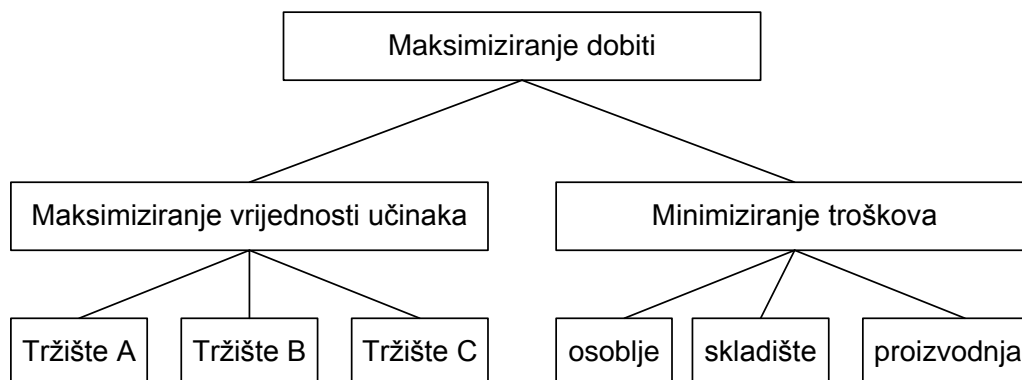 Maksimiziranje dobiti
Maksimiziranje vrijednosti učinaka
Minimiziranje troškova
Tržište A
Tržište B
Tržište C
osoblje
skladište
proizvodnja